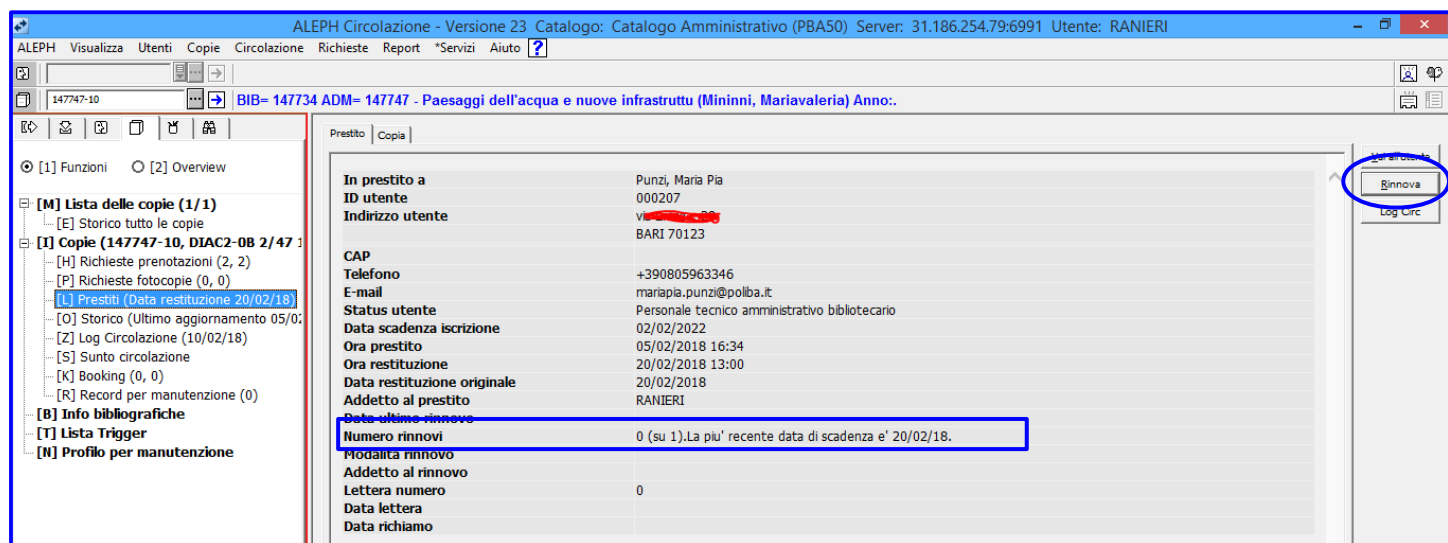 ALEPH Circolazione - Versione 23 Catalogo: Catalogo Amministrativo (PBA50) Server: 31.186.254.79:6991 Utente: RANIERI
ALEPH Visualizza Utenti Copie Circolazione Richieste Report *Servizi Aiuto ?
147747-10 ... BIB= 147734 ADM= 147747 - Paesaggi dell'acqua e nuove infrastruttu (Mininni, Mariavaleria) Anno:.
[1] Funzioni [2] Overview
[M] Lista delle copie (1/1)
[E] Storico tutto le copie
[I] Copie (147747-10, DIAC2-0B 2/47 1
[H] Richieste prenotazioni (2, 2)
[P] Richieste fotocopie (0, 0)
[L] Prestiti (Data restituzione 20/02/18)
[O] Storico (Ultimo aggiornamento 05/02
[Z] Log Circolazione (10/02/18)
[S] Sunto circolazione
[K] Booking (0, 0)
[R] Record per manutenzione (0)
[B] Info bibliografiche
[T] Lista Trigger
[N] Profilo per manutenzione
Prestito Copia
In prestito a Punzi, Maria Pia
ID utente 000207
Indirizzo utente
BARI 70123
CAP
Telefono +390805963346
E-mail mariapia.punzi@poliba.it
Status utente Personale tecnico amministrativo bibliotecario
Data scadenza iscrizione 02/02/2022
Ora prestito 05/02/2018 16:34
Ora restituzione 20/02/2018 13:00
Data restituzione originale 20/02/2018
Addetto al prestito RANIERI
Data ultimo rinnovo
Numero rinnovi 0 (su 1).La piu' recente data di scadenza e' 20/02/18.
Modalita rinnovo
Addetto al rinnovo
Lettera numero 0
Data lettera
Data richiamo
Vai all'utente
Rinnova
Log Circ